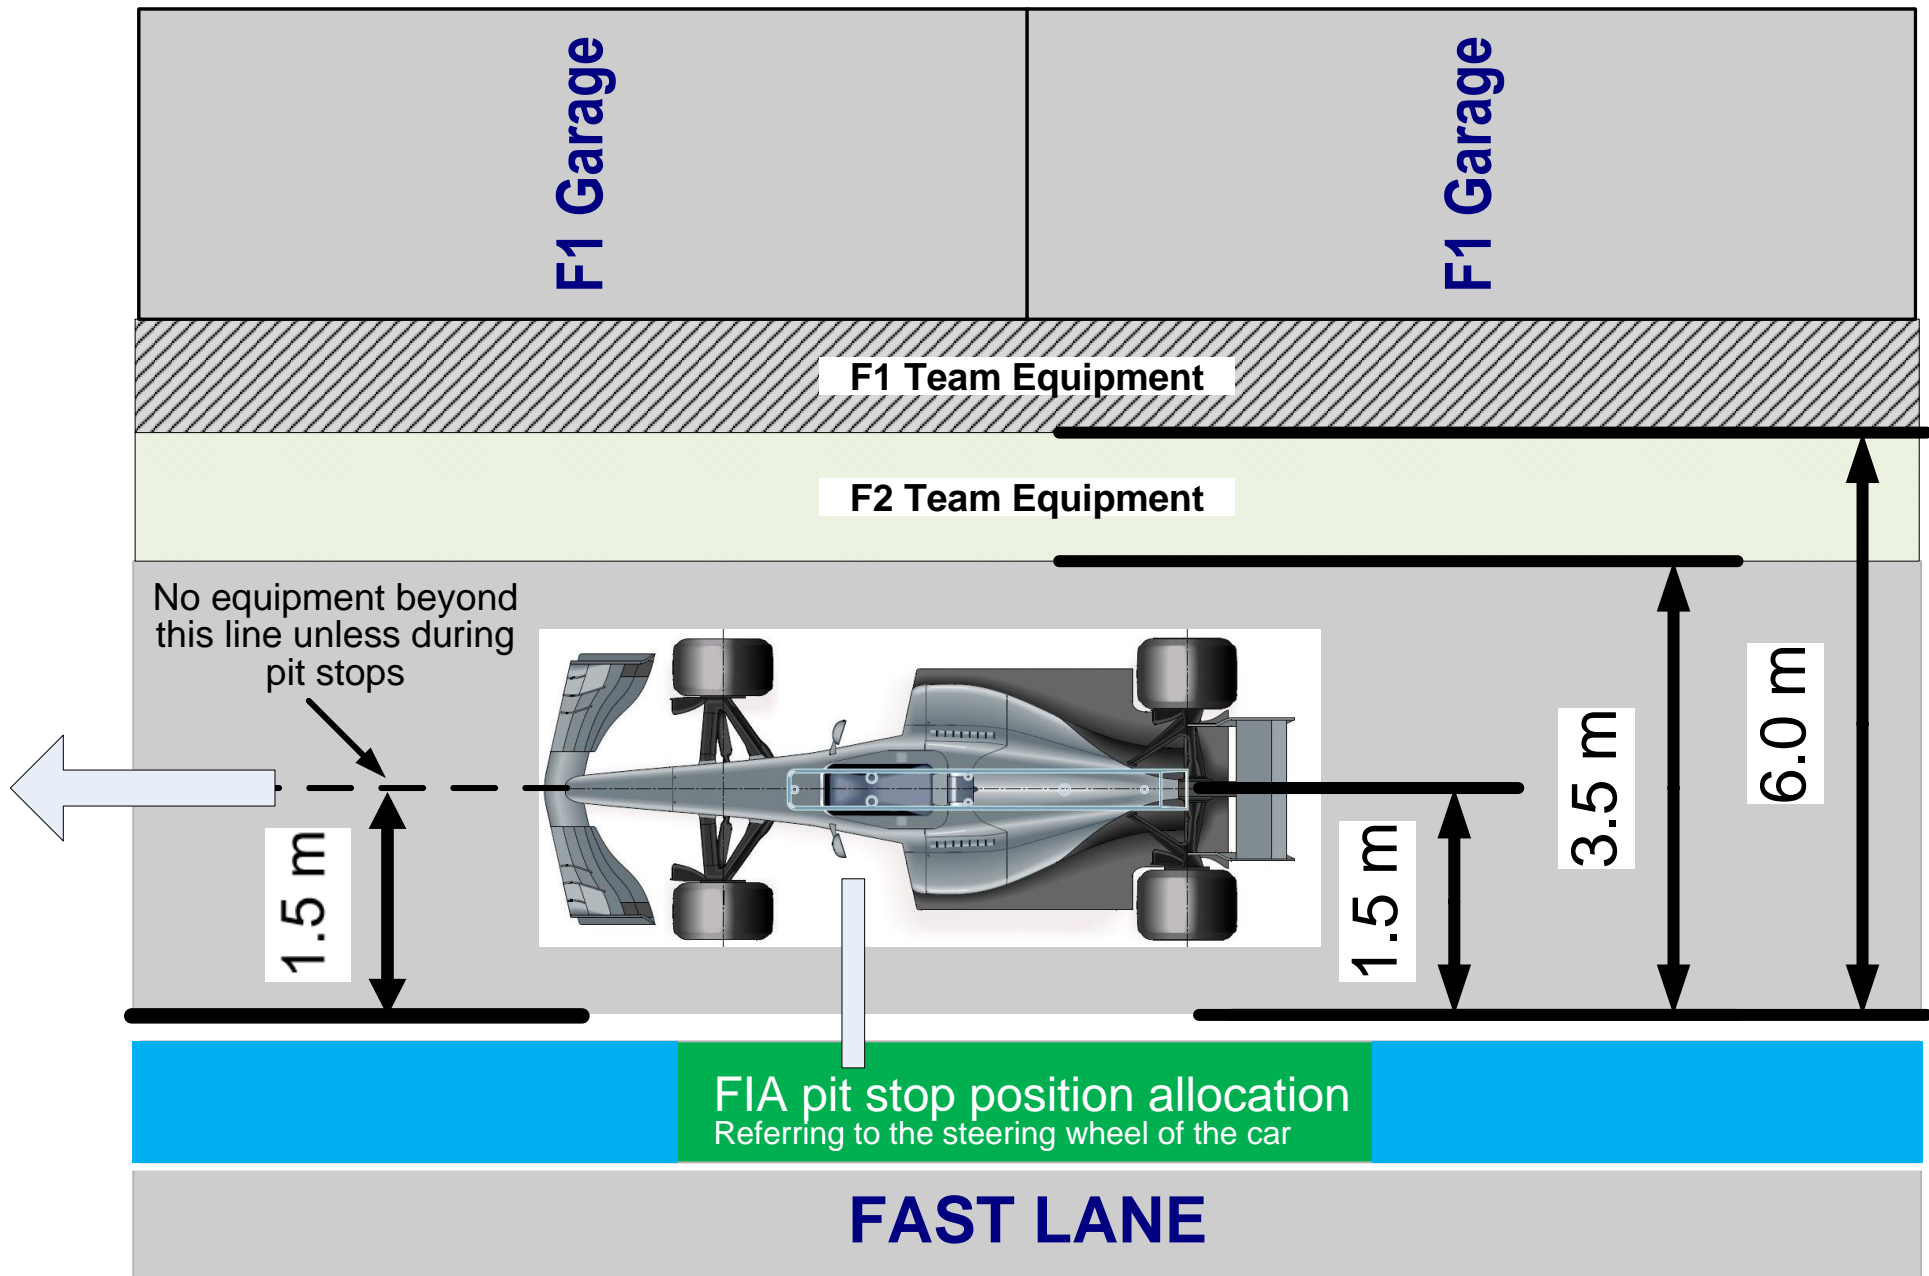 F1 Garage
F1 Garage
F1 Team Equipment
F2 Team Equipment
No equipment beyond
this line unless during
pit stops
1.5 m
1.5 m
3.5 m
6.0 m
FIA pit stop position allocation
Referring to the steering wheel of the car
FAST LANE